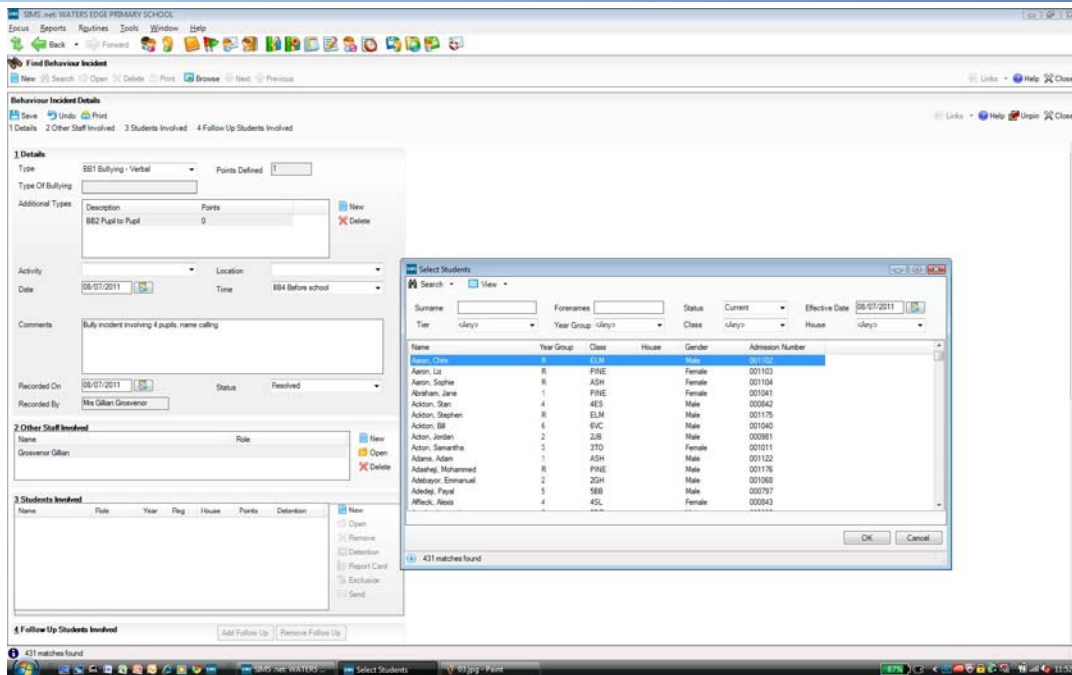 SIMS .net: WATERS EDGE PRIMARY SCHOOL
Focus Reports Routines Tools Window Help
Back Forward
Find Behaviour Incident
New Search Open Delete Print Browse Next Previous Links Help Close
Behaviour Incident Details
Save Undo Print Links Help Unpin Close
1 Details 2 Other Staff Involved 3 Students Involved 4 Follow Up Students Involved
1 Details
Type BB1 Bullying - Verbal Points Defined 1
Type Of Bullying
Additional Types Description Points New
BB2 Pupil to Pupil 0 Delete
Activity Location
Date 08/07/2011 Time BB4 Before school
Comments Bully incident involving 4 pupils, name calling
Recorded On 08/07/2011 Status Resolved
Recorded By Mrs Gillian Grosvenor
2 Other Staff Involved
Name Role New
Grosvenor Gillian Open
Delete
3 Students Involved
Name Role Year Reg House Points Detention New
Open
Remove
Detention
Report Card
Exclusion
Send
4 Follow Up Students Involved Add Follow Up Remove Follow Up
Select Students
Search View
Surname Forenames Status Current Effective Date 08/07/2011
Tier <Any> Year Group <Any> Class <Any> House <Any>
Name Year Group Class House Gender Admission Number
Aaron, Chris R ELM Male 001102
Aaron, Liz R PINE Female 001103
Aaron, Sophie R ASH Female 001104
Abraham, Jane 1 PINE Female 001041
Ackton, Stan 4 4ES Male 000842
Ackton, Stephen R ELM Male 001175
Ackton, Bill 6 6VC Male 001040
Acton, Jordan 2 2JB Male 000981
Acton, Samantha 3 3TO Female 001011
Adams, Adam 1 ASH Male 001122
Adasheji, Mohammed R PINE Male 001176
Adebayor, Emmanuel 2 2GH Male 001068
Adedeji, Payal 5 5BB Male 000797
Affleck, Alexis 4 4SL Female 000843
OK Cancel
431 matches found
431 matches found
SIMS .net: WATERS ... Select Students 03.jpg - Paint 67% 11:52